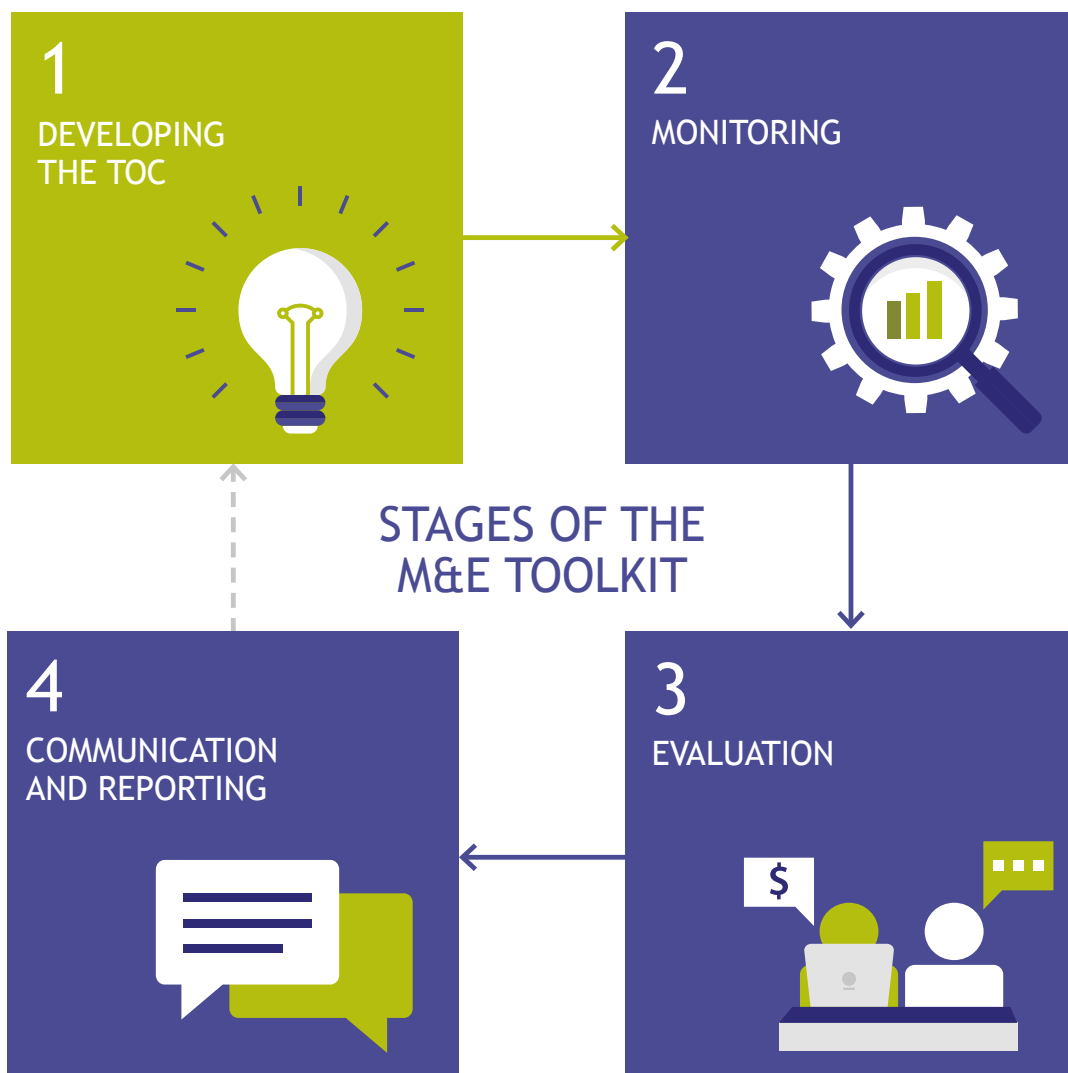 1
DEVELOPING
THE TOC
2
MONITORING
STAGES OF THE
M&E TOOLKIT
4
COMMUNICATION
AND REPORTING
3
EVALUATION
$